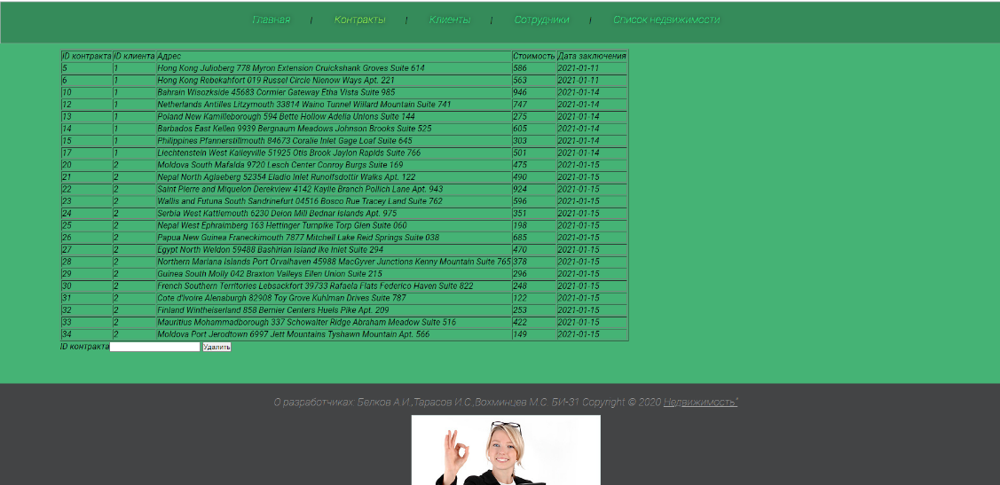 Главная | Контракты | Клиенты | Сотрудники | Список недвижимости
ID контракта ID клиента Адрес Стоимость Дата заключения
5 1 Hong Kong Julioberg 778 Myron Extension Cruickshank Groves Suite 614 586 2021-01-11
6 1 Hong Kong Rebekahfort 019 Russel Circle Nienow Ways Apt. 221 563 2021-01-11
10 1 Bahrain Wisozkside 45683 Cormier Gateway Etha Vista Suite 985 946 2021-01-14
12 1 Netherlands Antilles Litzymouth 33814 Waino Tunnel Willard Mountain Suite 741 747 2021-01-14
13 1 Poland New Kamilleborough 594 Bette Hollow Adella Unions Suite 144 275 2021-01-14
14 1 Barbados East Kellen 9939 Bergnaum Meadows Johnson Brooks Suite 525 605 2021-01-14
15 1 Philippines Pfannerstillmouth 84673 Coralie Inlet Gage Loaf Suite 645 303 2021-01-14
17 1 Liechtenstein West Kaileyville 51925 Otis Brook Jaylon Rapids Suite 766 501 2021-01-14
20 2 Moldova South Mafalda 9720 Lesch Center Conroy Burgs Suite 169 475 2021-01-15
21 2 Nepal North Aglaeberg 52354 Eladio Inlet Runolfsdottir Walks Apt. 122 490 2021-01-15
22 2 Saint Pierre and Miquelon Derekview 4142 Kaylie Branch Pollich Lane Apt. 943 924 2021-01-15
23 2 Wallis and Futuna South Sandrinefurt 04516 Bosco Rue Tracey Land Suite 762 596 2021-01-15
24 2 Serbia West Kattiemouth 6230 Deion Mill Bednar Islands Apt. 975 351 2021-01-15
25 2 Nepal West Ephraimberg 163 Hettinger Turnpike Torp Glen Suite 060 198 2021-01-15
26 2 Papua New Guinea Franeckimouth 7877 Mitchell Lake Reid Springs Suite 038 685 2021-01-15
27 2 Egypt North Weldon 59488 Bashirian Island Ike Inlet Suite 294 470 2021-01-15
28 2 Northern Mariana Islands Port Orvalhaven 45988 MacGyver Junctions Kenny Mountain Suite 765 378 2021-01-15
29 2 Guinea South Molly 042 Braxton Valleys Ellen Union Suite 215 296 2021-01-15
30 2 French Southern Territories Lebsackfort 39733 Rafaela Flats Federico Haven Suite 822 248 2021-01-15
31 2 Cote d'Ivoire Alenaburgh 82908 Toy Grove Kuhlman Drives Suite 787 122 2021-01-15
32 2 Finland Wintheiserland 858 Bernier Centers Huels Pike Apt. 209 253 2021-01-15
33 2 Mauritius Mohammadborough 337 Schowalter Ridge Abraham Meadow Suite 516 422 2021-01-15
34 2 Moldova Port Jerodtown 6997 Jett Mountains Tyshawn Mountain Apt. 566 149 2021-01-15
ID контракта Удалить
О разработчиках: Белков А.И.,Тарасов И.С.,Вохминцев М.С. БИ-31 Copyright © 2020 Недвижимость"